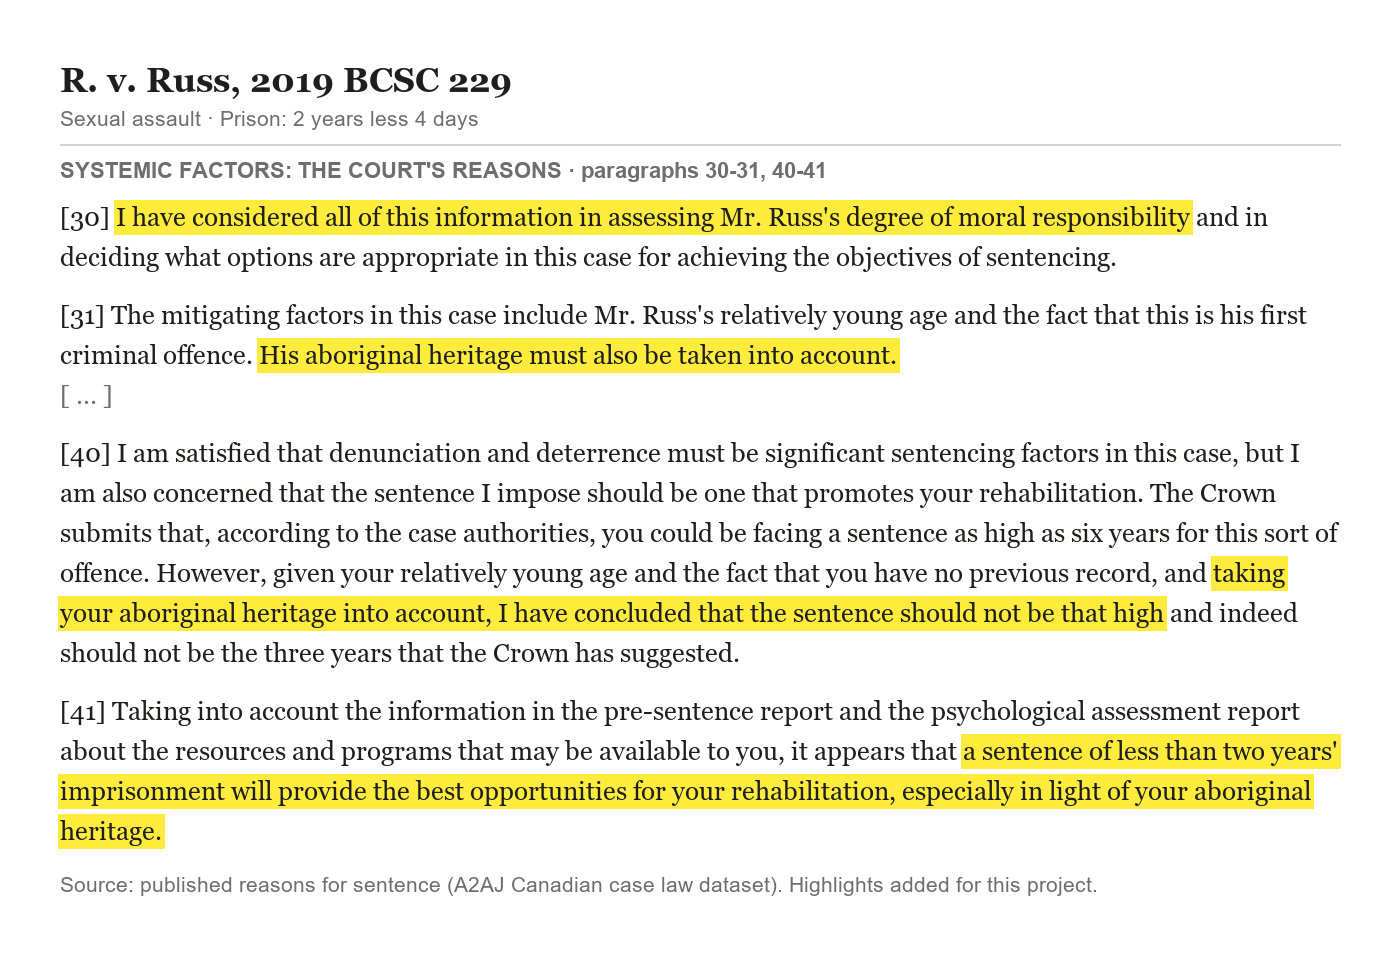 R. v. Russ, 2019 BCSC 229
Sexual assault · Prison: 2 years less 4 days
SYSTEMIC FACTORS: THE COURT'S REASONS · paragraphs 30-31, 40-41
[30] I have considered all of this information in assessing Mr. Russ's degree of moral responsibility and in
deciding what options are appropriate in this case for achieving the objectives of sentencing.
[31] The mitigating factors in this case include Mr. Russ's relatively young age and the fact that this is his first
criminal offence. His aboriginal heritage must also be taken into account.
[ ... ]
[40] I am satisfied that denunciation and deterrence must be significant sentencing factors in this case, but I
am also concerned that the sentence I impose should be one that promotes your rehabilitation. The Crown
submits that, according to the case authorities, you could be facing a sentence as high as six years for this sort of
offence. However, given your relatively young age and the fact that you have no previous record, and taking
your aboriginal heritage into account, I have concluded that the sentence should not be that high and indeed
should not be the three years that the Crown has suggested.
[41] Taking into account the information in the pre-sentence report and the psychological assessment report
about the resources and programs that may be available to you, it appears that a sentence of less than two years'
imprisonment will provide the best opportunities for your rehabilitation, especially in light of your aboriginal
heritage.
Source: published reasons for sentence (A2AJ Canadian case law dataset). Highlights added for this project.